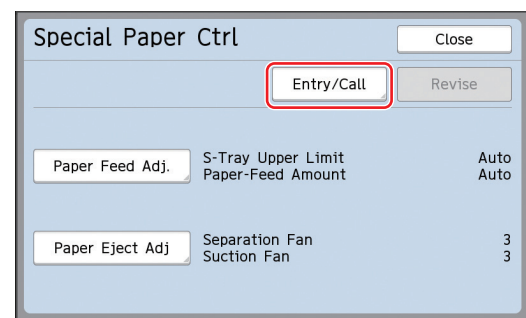 Special Paper Ctrl Close
Entry/Call Revise
Paper Feed Adj. S-Tray Upper Limit Auto
Paper-Feed Amount Auto
Paper Eject Adj Separation Fan 3
Suction Fan 3